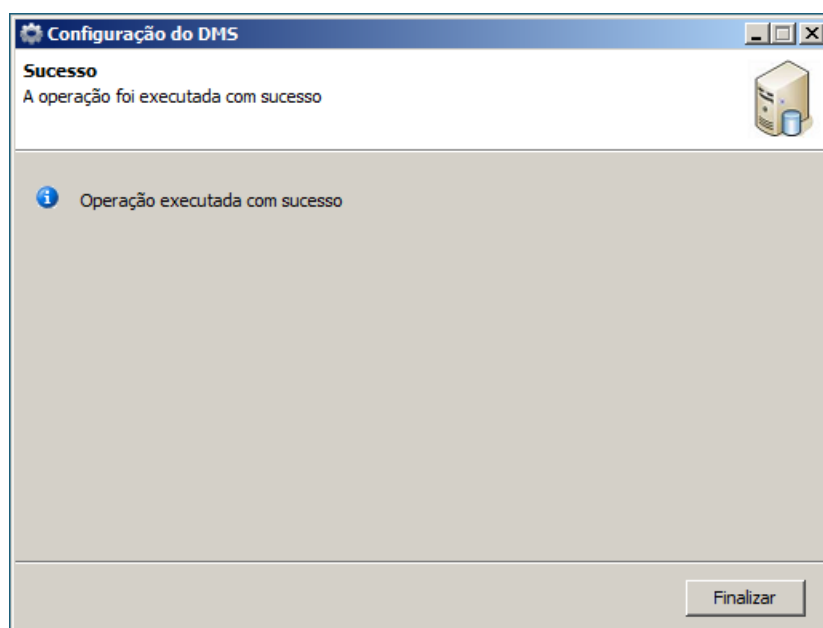 Configuração do DMS
Sucesso
A operação foi executada com sucesso
Operação executada com sucesso
Finalizar